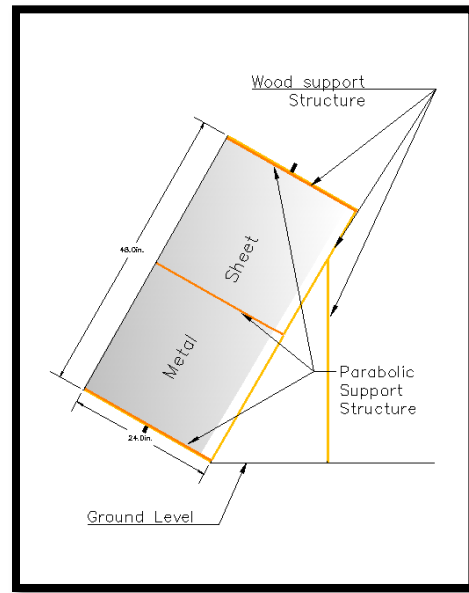 Wood support
Structure
48.0in.
Sheet
Metal
Parabolic
Support
Structure
24.0in.
Ground Level